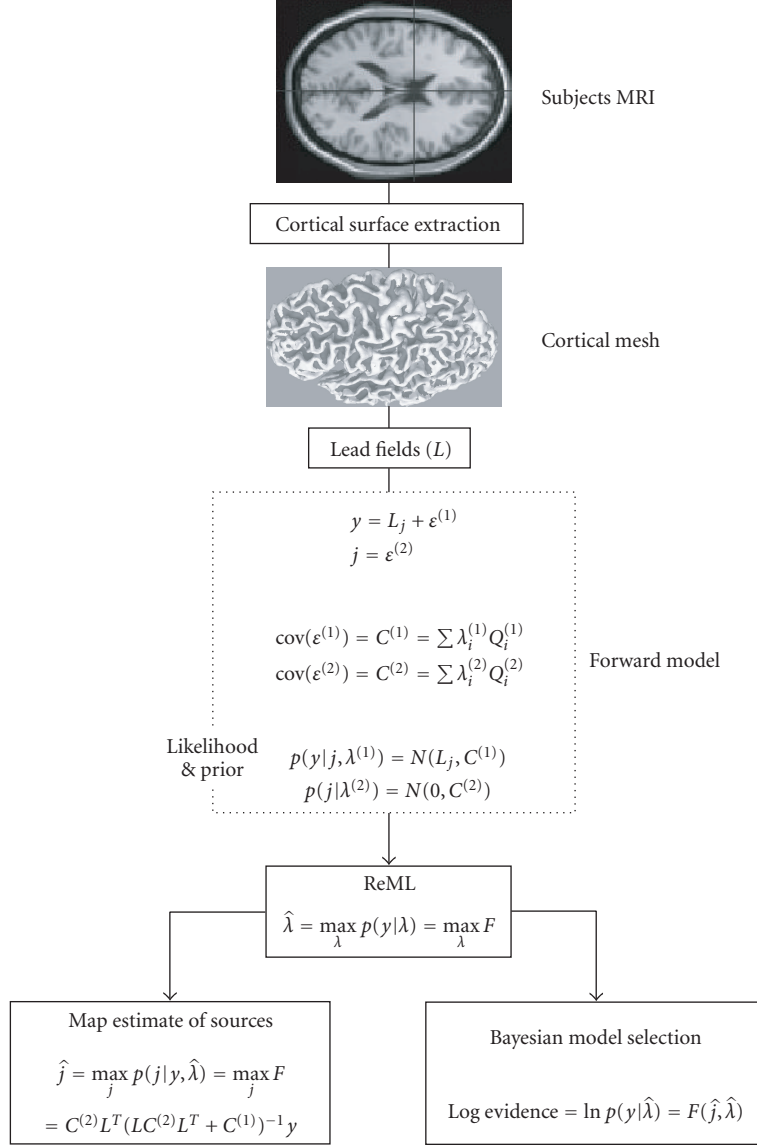 Subjects MRI
Cortical surface extraction
Cortical mesh
Lead fields (L)
y = L_j + ε^(1)
j = ε^(2)
cov(ε^(1)) = C^(1) = ∑ λ_i^(1) Q_i^(1)
cov(ε^(2)) = C^(2) = ∑ λ_i^(2) Q_i^(2)
Forward model
Likelihood
& prior
p(y|j, λ^(1)) = N(L_j, C^(1))
p(j|λ^(2)) = N(0, C^(2))
ReML
λ̂ = max_λ p(y|λ) = max_λ F
Map estimate of sources
ĵ = max_j p(j|y, λ̂) = max_j F
= C^(2) L^T (LC^(2) L^T + C^(1))^−1 y
Bayesian model selection
Log evidence = ln p(y|λ̂) = F(ĵ, λ̂)